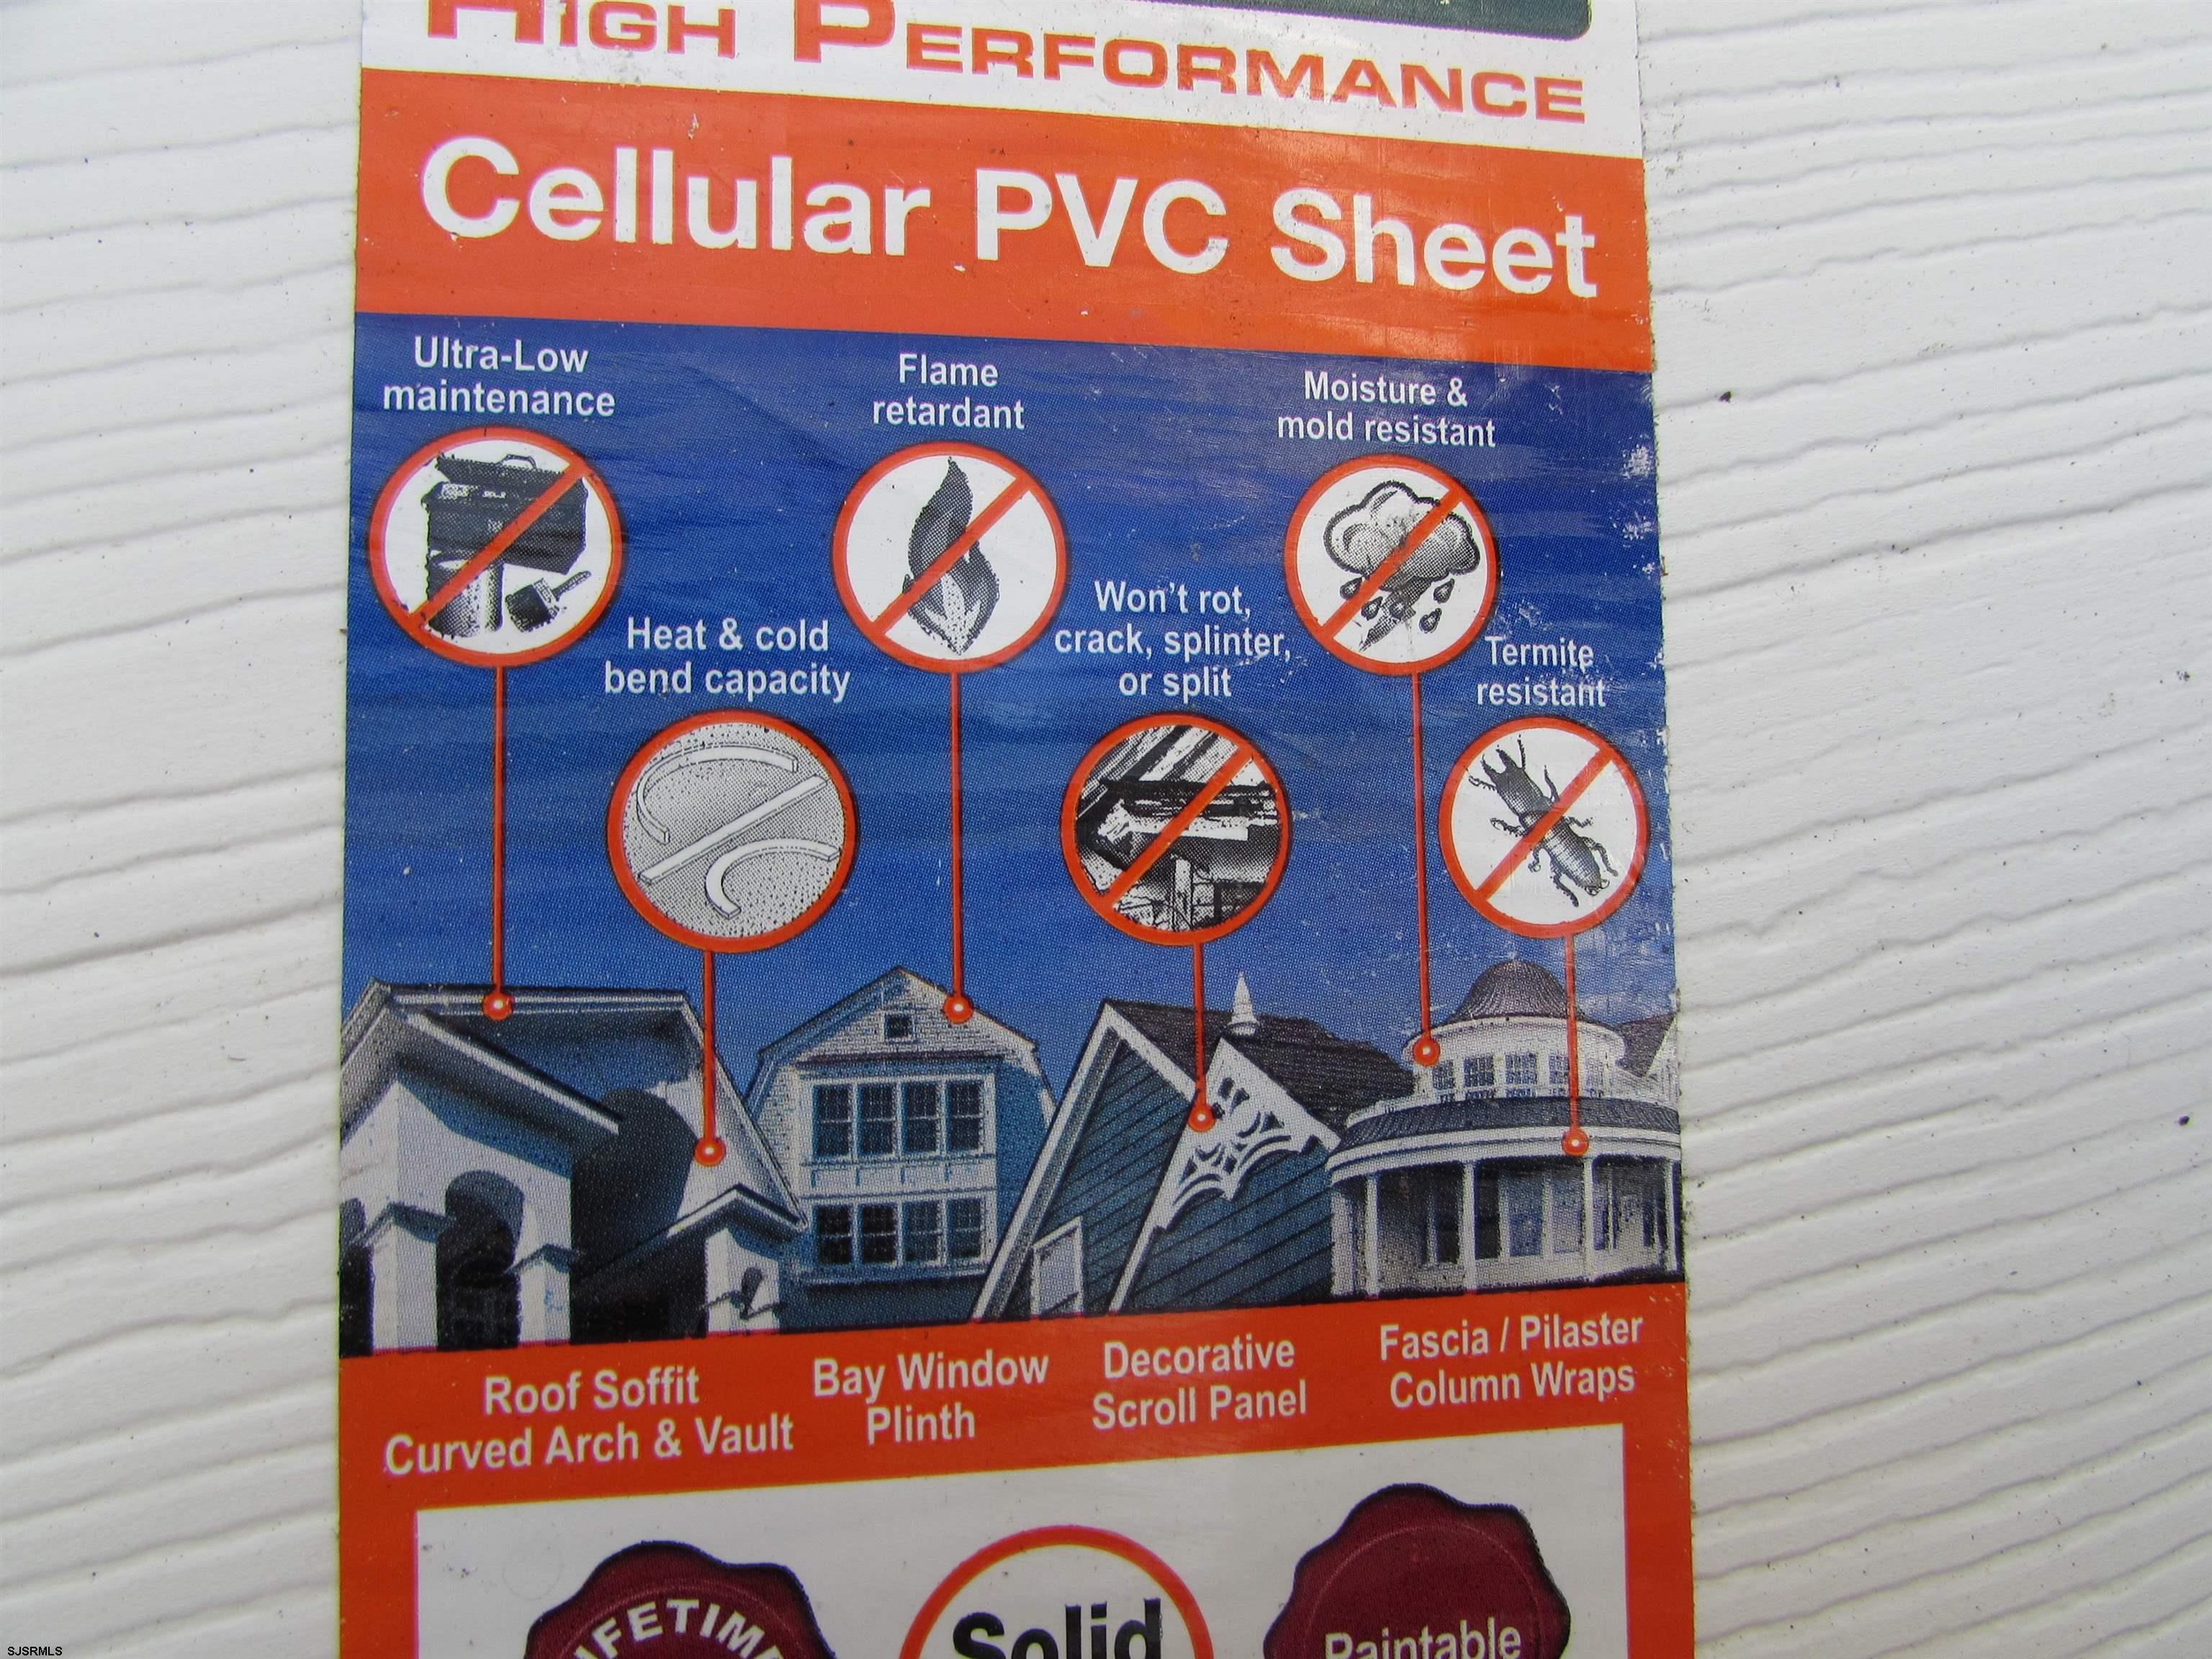 HIGH PERFORMANCE
Cellular PVC Sheet
Ultra-Low
maintenance
Flame
retardant
Moisture &
mold resistant
Heat & cold
bend capacity
Won't rot,
crack, splinter,
or split
Termite
resistant
Roof Soffit
Curved Arch & Vault
Bay Window
Plinth
Decorative
Scroll Panel
Fascia / Pilaster
Column Wraps
LIFETIME
Solid
Paintable
SJSRMLS